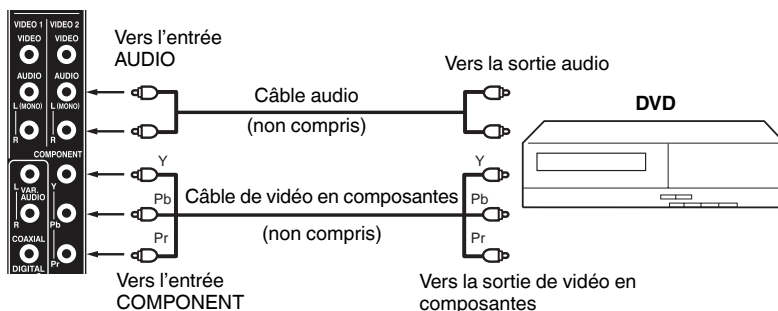 VIDEO 1 VIDEO 2
VIDEO VIDEO
AUDIO AUDIO
L (MONO) L (MONO)
R R
COMPONENT
L VAR. AUDIO R
Y
Pb
Pr
COAXIAL
DIGITAL
Vers l'entrée
AUDIO
Câble audio
(non compris)
Vers la sortie audio
DVD
Y Y
Pb Câble de vidéo en composantes Pb
Pr (non compris) Pr
Vers l'entrée
COMPONENT
Vers la sortie de vidéo en
composantes